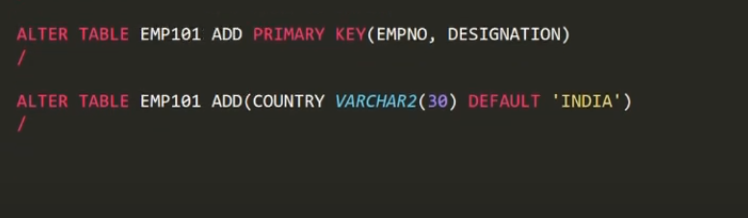 ALTER TABLE EMP101 ADD PRIMARY KEY(EMPNO, DESIGNATION)
/
ALTER TABLE EMP101 ADD(COUNTRY VARCHAR2(30) DEFAULT 'INDIA')
/